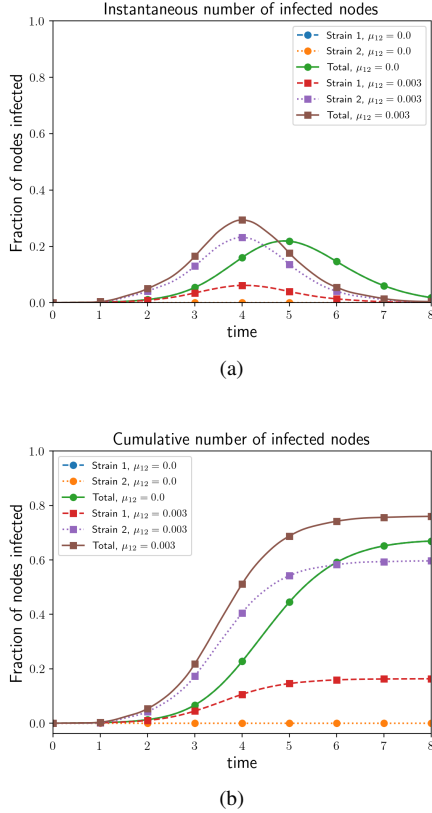 Instantaneous number of infected nodes
1.0
0.8
0.6
0.4
0.2
0.0
Fraction of nodes infected
Strain 1, μ₁₂ = 0.0
Strain 2, μ₁₂ = 0.0
Total, μ₁₂ = 0.0
Strain 1, μ₁₂ = 0.003
Strain 2, μ₁₂ = 0.003
Total, μ₁₂ = 0.003
0 1 2 3 4 5 6 7 8
time
(a)
Cumulative number of infected nodes
1.0
0.8
0.6
0.4
0.2
0.0
Fraction of nodes infected
Strain 1, μ₁₂ = 0.0
Strain 2, μ₁₂ = 0.0
Total, μ₁₂ = 0.0
Strain 1, μ₁₂ = 0.003
Strain 2, μ₁₂ = 0.003
Total, μ₁₂ = 0.003
0 1 2 3 4 5 6 7 8
time
(b)